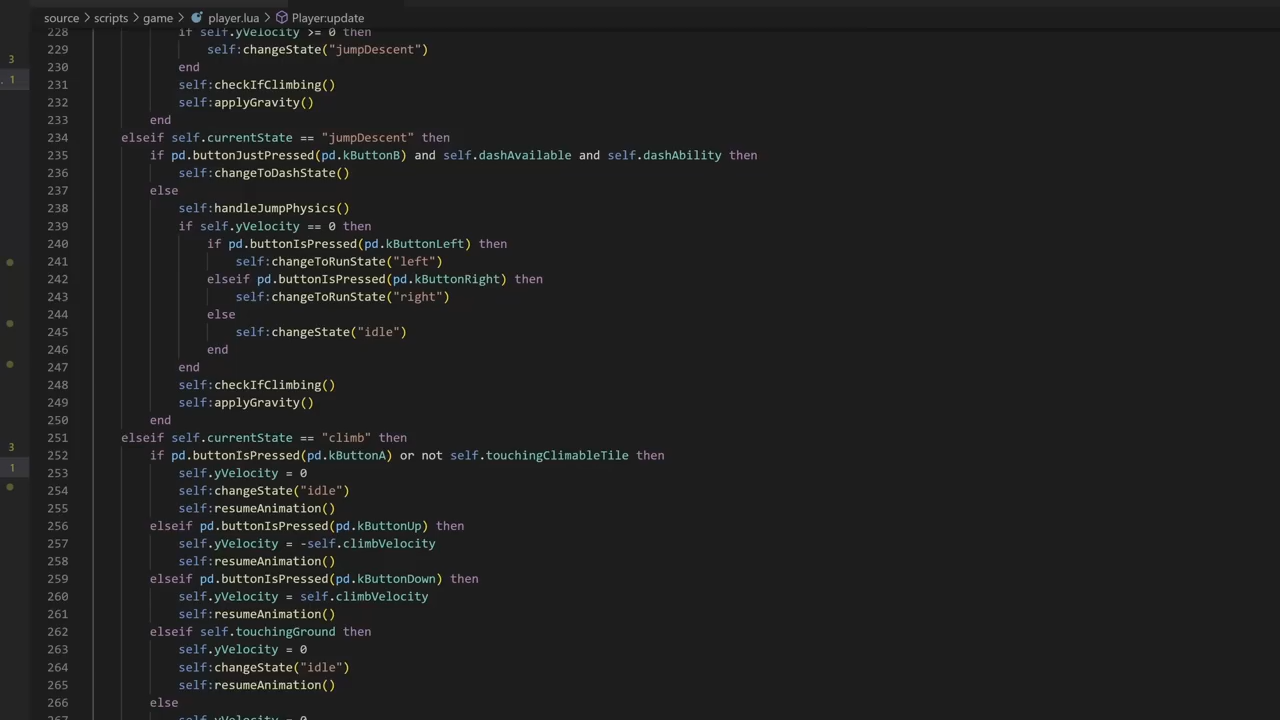 source > scripts > game > player.lua > Player:update
228 if self.yVelocity >= 0 then
229 self:changeState("jumpDescent")
230 end
231 self:checkIfClimbing()
232 self:applyGravity()
233 end
234 elseif self.currentState == "jumpDescent" then
235 if pd.buttonJustPressed(pd.kButtonB) and self.dashAvailable and self.dashAbility then
236 self:changeToDashState()
237 else
238 self:handleJumpPhysics()
239 if self.yVelocity == 0 then
240 if pd.buttonIsPressed(pd.kButtonLeft) then
241 self:changeToRunState("left")
242 elseif pd.buttonIsPressed(pd.kButtonRight) then
243 self:changeToRunState("right")
244 else
245 self:changeState("idle")
246 end
247 end
248 self:checkIfClimbing()
249 self:applyGravity()
250 end
251 elseif self.currentState == "climb" then
252 if pd.buttonIsPressed(pd.kButtonA) or not self.touchingClimableTile then
253 self.yVelocity = 0
254 self:changeState("idle")
255 self:resumeAnimation()
256 elseif pd.buttonIsPressed(pd.kButtonUp) then
257 self.yVelocity = -self.climbVelocity
258 self:resumeAnimation()
259 elseif pd.buttonIsPressed(pd.kButtonDown) then
260 self.yVelocity = self.climbVelocity
261 self:resumeAnimation()
262 elseif self.touchingGround then
263 self.yVelocity = 0
264 self:changeState("idle")
265 self:resumeAnimation()
266 else
267 self.yVelocity = 0
3
1
3
1